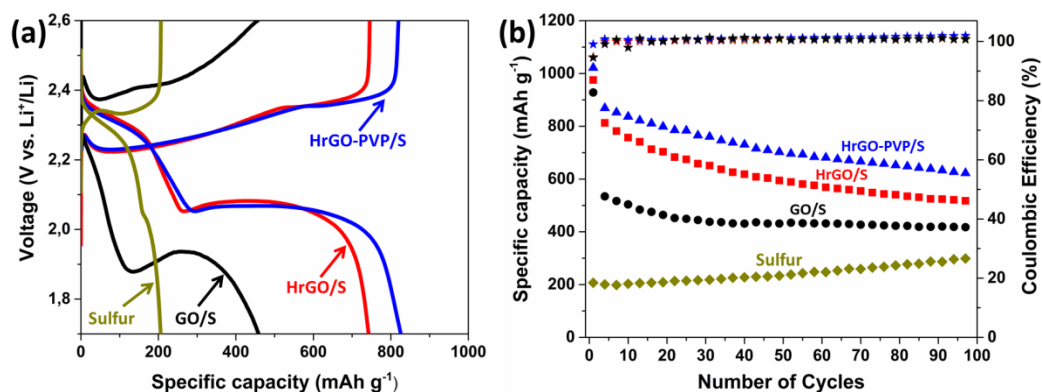 (a)
2,6
2,4
2,2
2,0
1,8
Voltage (V vs. Li⁺/Li)
HrGO-PVP/S
HrGO/S
GO/S
Sulfur
0 200 400 600 800 1000
Specific capacity (mAh g⁻¹)
(b)
1200
1000
800
600
400
200
0
Specific capacity (mAh g⁻¹)
HrGO-PVP/S
HrGO/S
GO/S
Sulfur
100
80
60
40
20
0
Coulombic Efficiency (%)
0 10 20 30 40 50 60 70 80 90 100
Number of Cycles